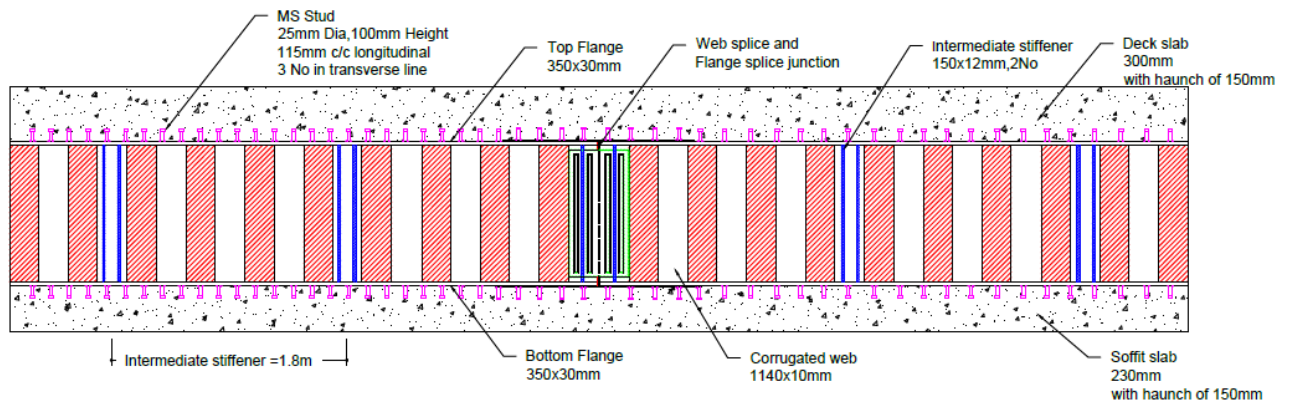 MS Stud
25mm Dia,100mm Height
115mm c/c longitudinal
3 No in transverse line
Top Flange
350x30mm
Web splice and
Flange splice junction
Intermediate stiffener
150x12mm,2No
Deck slab
300mm
with haunch of 150mm
Intermediate stiffener =1.8m
Bottom Flange
350x30mm
Corrugated web
1140x10mm
Soffit slab
230mm
with haunch of 150mm